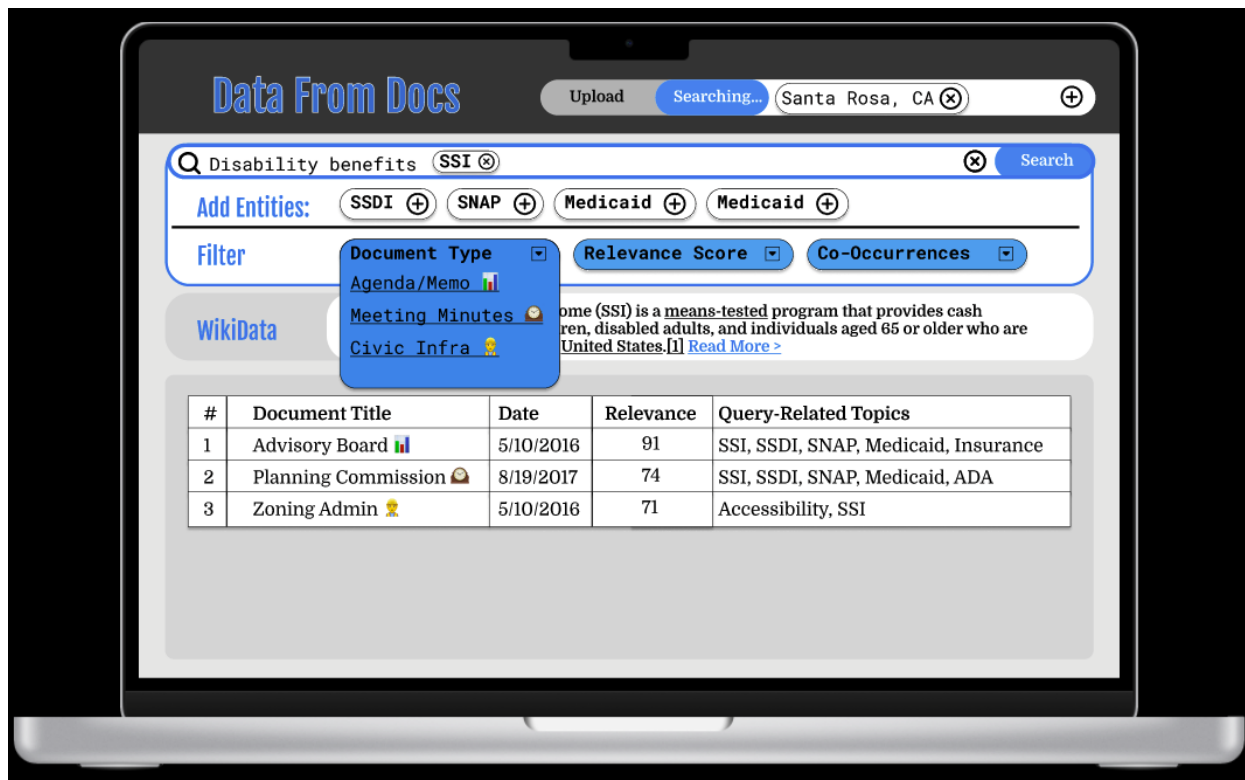 Data From Docs
Upload Searching... Santa Rosa, CA
Disability benefits SSI Search
Add Entities: SSDI SNAP Medicaid Medicaid
Filter Document Type Relevance Score Co-Occurrences
Agenda/Memo
Meeting Minutes
Civic Infra
WikiData
(SSI) is a means-tested program that provides cash
disabled adults, and individuals aged 65 or older who are
United States.[1] Read More >
# Document Title Date Relevance Query-Related Topics
1 Advisory Board 5/10/2016 91 SSI, SSDI, SNAP, Medicaid, Insurance
2 Planning Commission 8/19/2017 74 SSI, SSDI, SNAP, Medicaid, ADA
3 Zoning Admin 5/10/2016 71 Accessibility, SSI